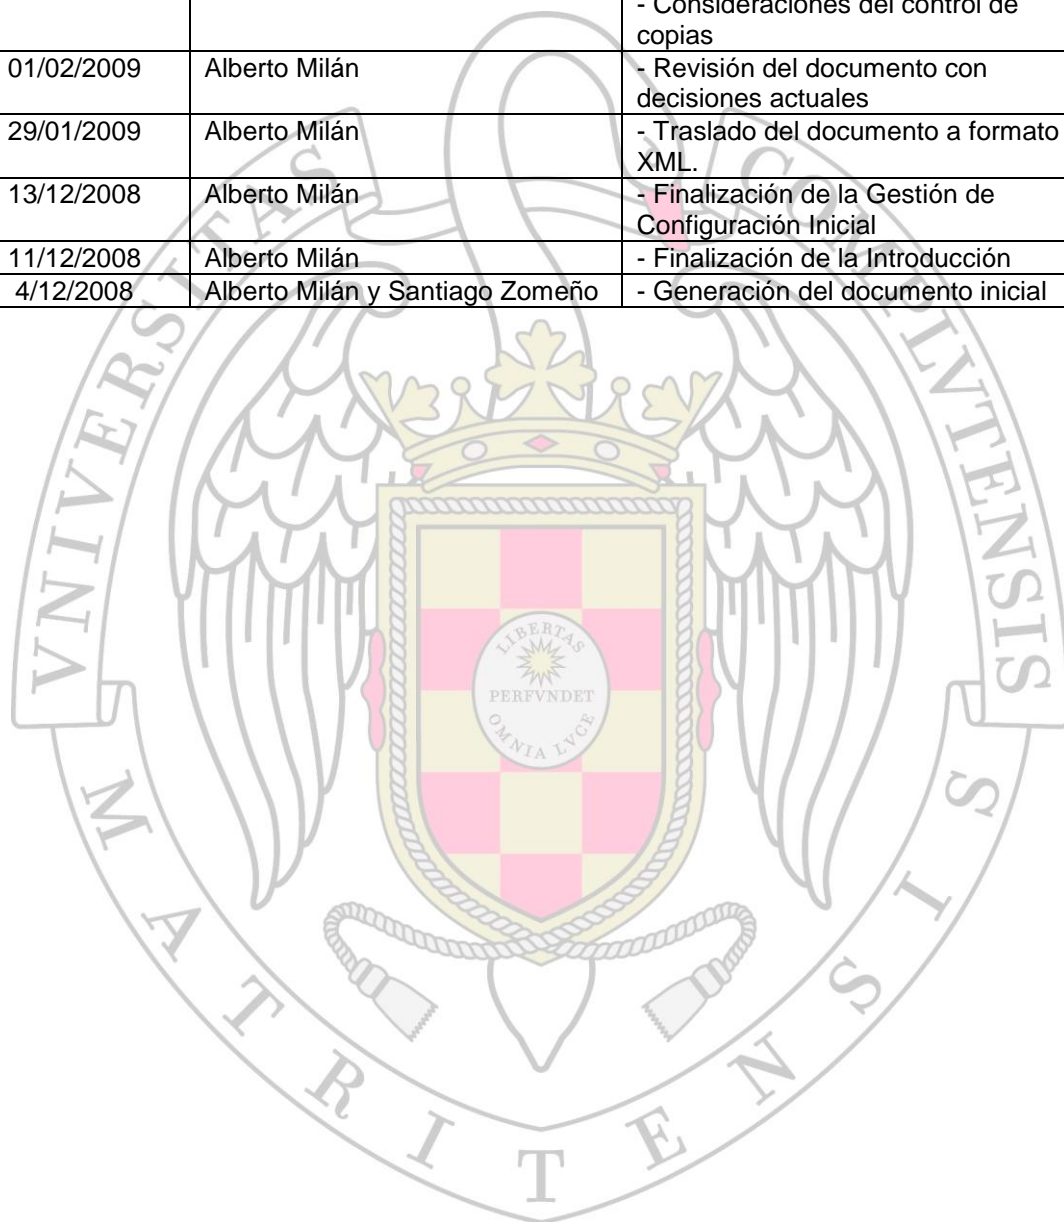 - Consideraciones del control de
copias
01/02/2009 Alberto Milán - Revisión del documento con
decisiones actuales
29/01/2009 Alberto Milán - Traslado del documento a formato
XML.
13/12/2008 Alberto Milán - Finalización de la Gestión de
Configuración Inicial
11/12/2008 Alberto Milán - Finalización de la Introducción
4/12/2008 Alberto Milán y Santiago Zomeño - Generación del documento inicial
VNIVERSITAS COMPLVTENSIS
LIBERTAS
PERFVNDET
OMNIA LVCE
MATRITENSIS